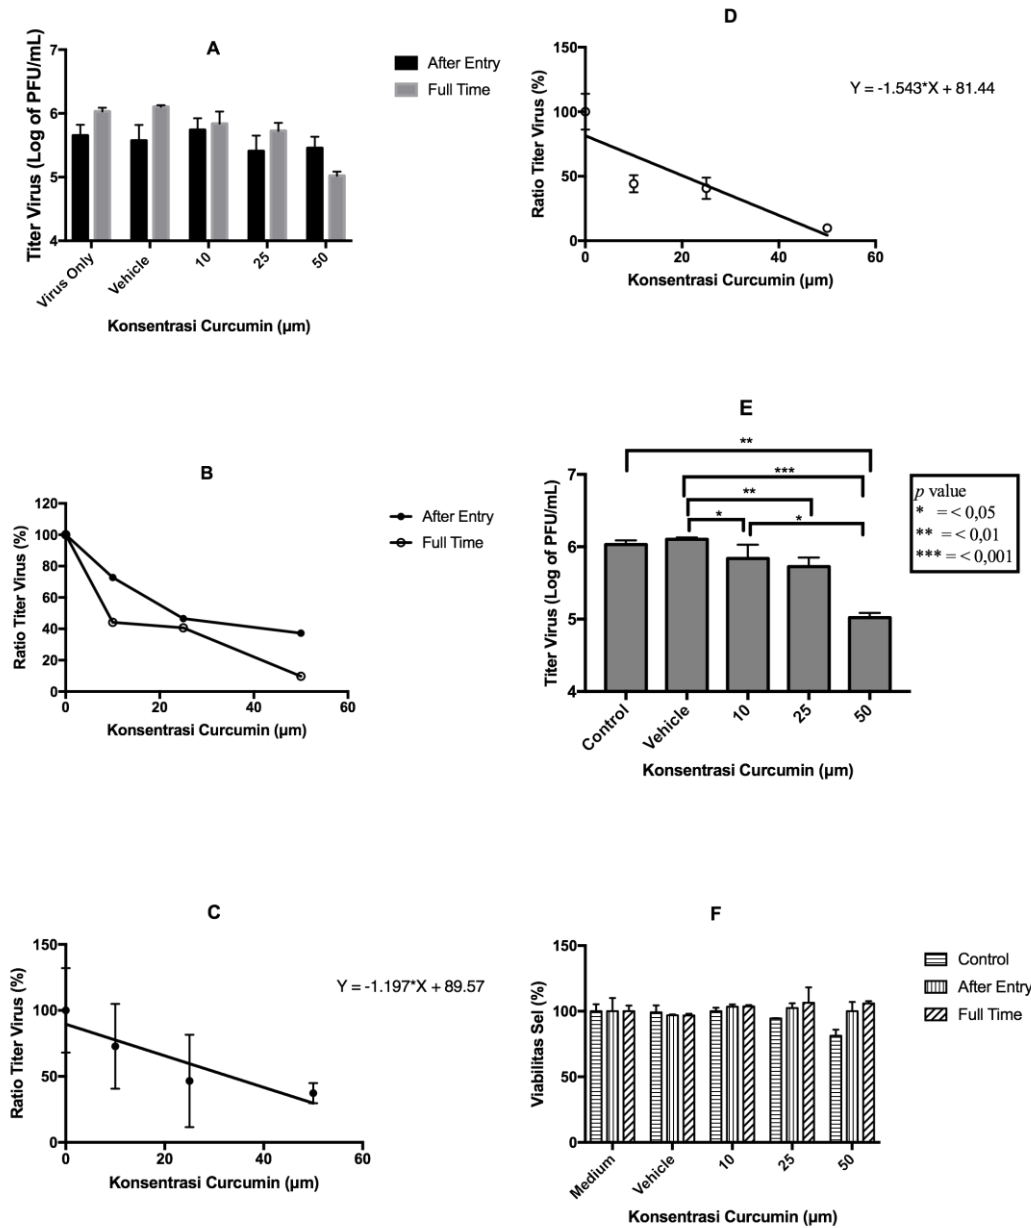 A
Titer Virus (Log of PFU/mL)
7
6
5
4
Virus Only
Vehicle
10
25
50
Konsentrasi Curcumin (µm)
After Entry
Full Time
D
Ratio Titer Virus (%)
150
100
50
0
0
20
40
60
Konsentrasi Curcumin (µm)
Y = -1.543*X + 81.44
B
Ratio Titer Virus (%)
120
100
80
60
40
20
0
0
20
40
60
Konsentrasi Curcumin (µm)
After Entry
Full Time
E
Titer Virus (Log of PFU/mL)
7
6
5
4
**
***
**
*
*
Control
Vehicle
10
25
50
Konsentrasi Curcumin (µm)
p value
* = < 0,05
** = < 0,01
*** = < 0,001
C
Ratio Titer Virus (%)
150
100
50
0
0
20
40
60
Konsentrasi Curcumin (µm)
Y = -1.197*X + 89.57
F
Viabilitas Sel (%)
150
100
50
0
Medium
Vehicle
10
25
50
Konsentrasi Curcumin (µm)
Control
After Entry
Full Time